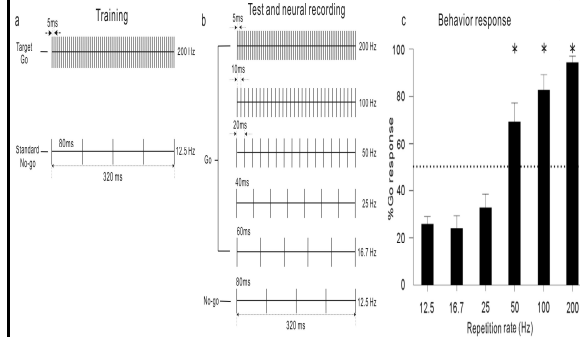 a
Training
5ms
Target
Go
200 Hz
Standard
No-go
80ms
12.5 Hz
320 ms
b
Test and neural recording
5ms
200 Hz
10ms
100 Hz
20ms
50 Hz
Go
40ms
25 Hz
60ms
16.7 Hz
80ms
No-go
12.5 Hz
320 ms
c
Behavior response
100
80
60
40
20
0
% Go response
* * *
12.5 16.7 25 50 100 200
Repetition rate (Hz)